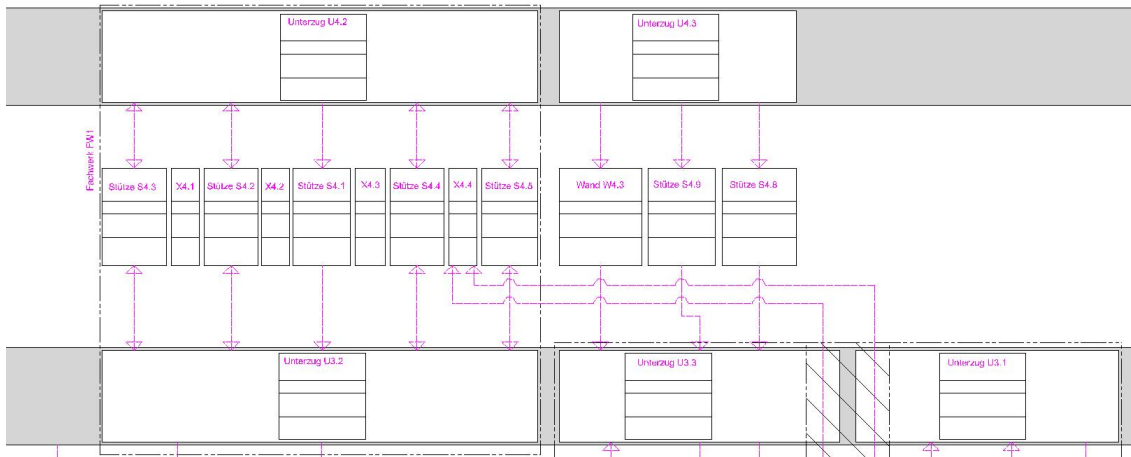 Unterzug U4.2
Unterzug U4.3
Fachwerk FW1
Stütze S4.3
X4.1
Stütze S4.2
X4.2
Stütze S4.1
X4.3
Stütze S4.4
X4.4
Stütze S4.5
Wand W4.3
Stütze S4.9
Stütze S4.8
Unterzug U3.2
Unterzug U3.3
Unterzug U3.1